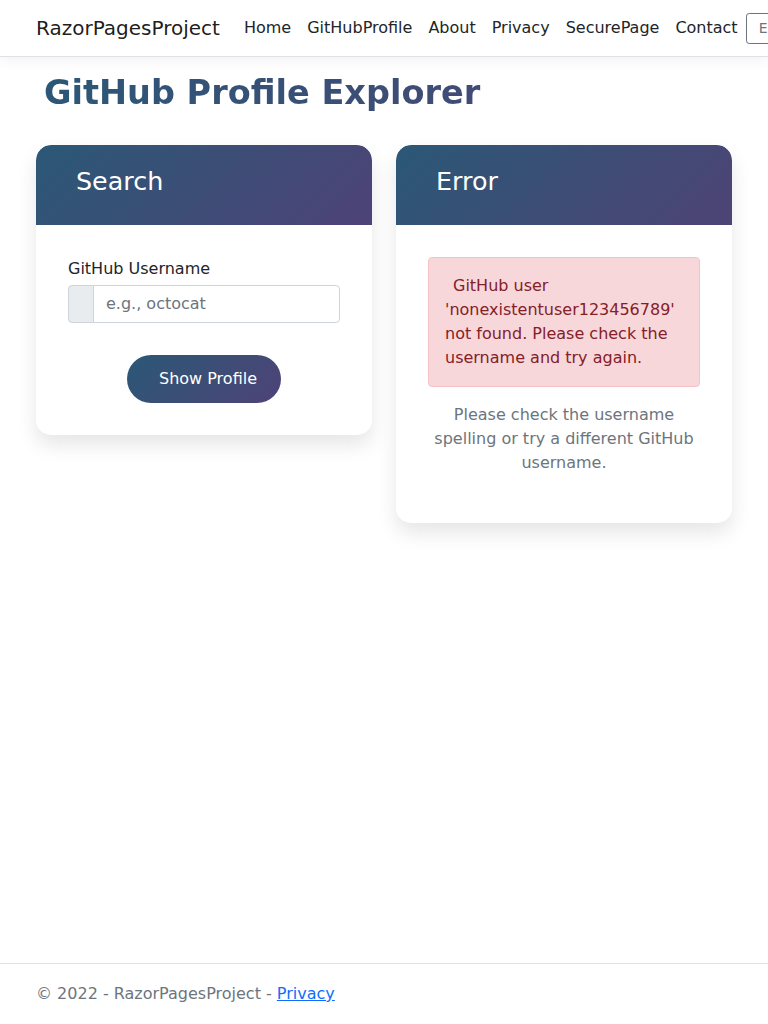 RazorPagesProject Home GitHubProfile About Privacy SecurePage Contact
GitHub Profile Explorer
Search
GitHub Username
e.g., octocat
Show Profile
Error
GitHub user
'nonexistentuser123456789'
not found. Please check the
username and try again.
Please check the username
spelling or try a different GitHub
username.
© 2022 - RazorPagesProject - Privacy